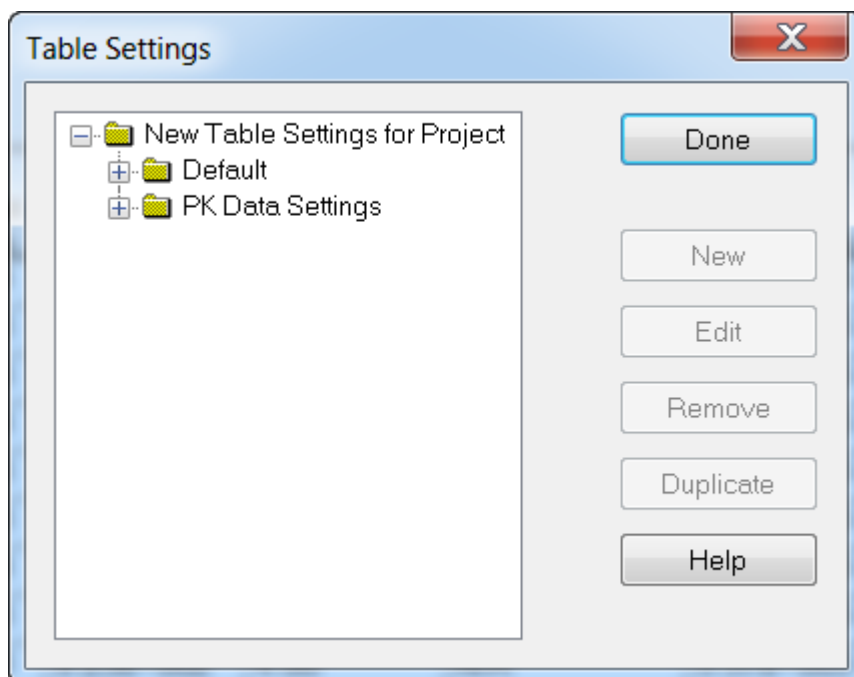 Table Settings
New Table Settings for Project
Default
PK Data Settings
Done
New
Edit
Remove
Duplicate
Help